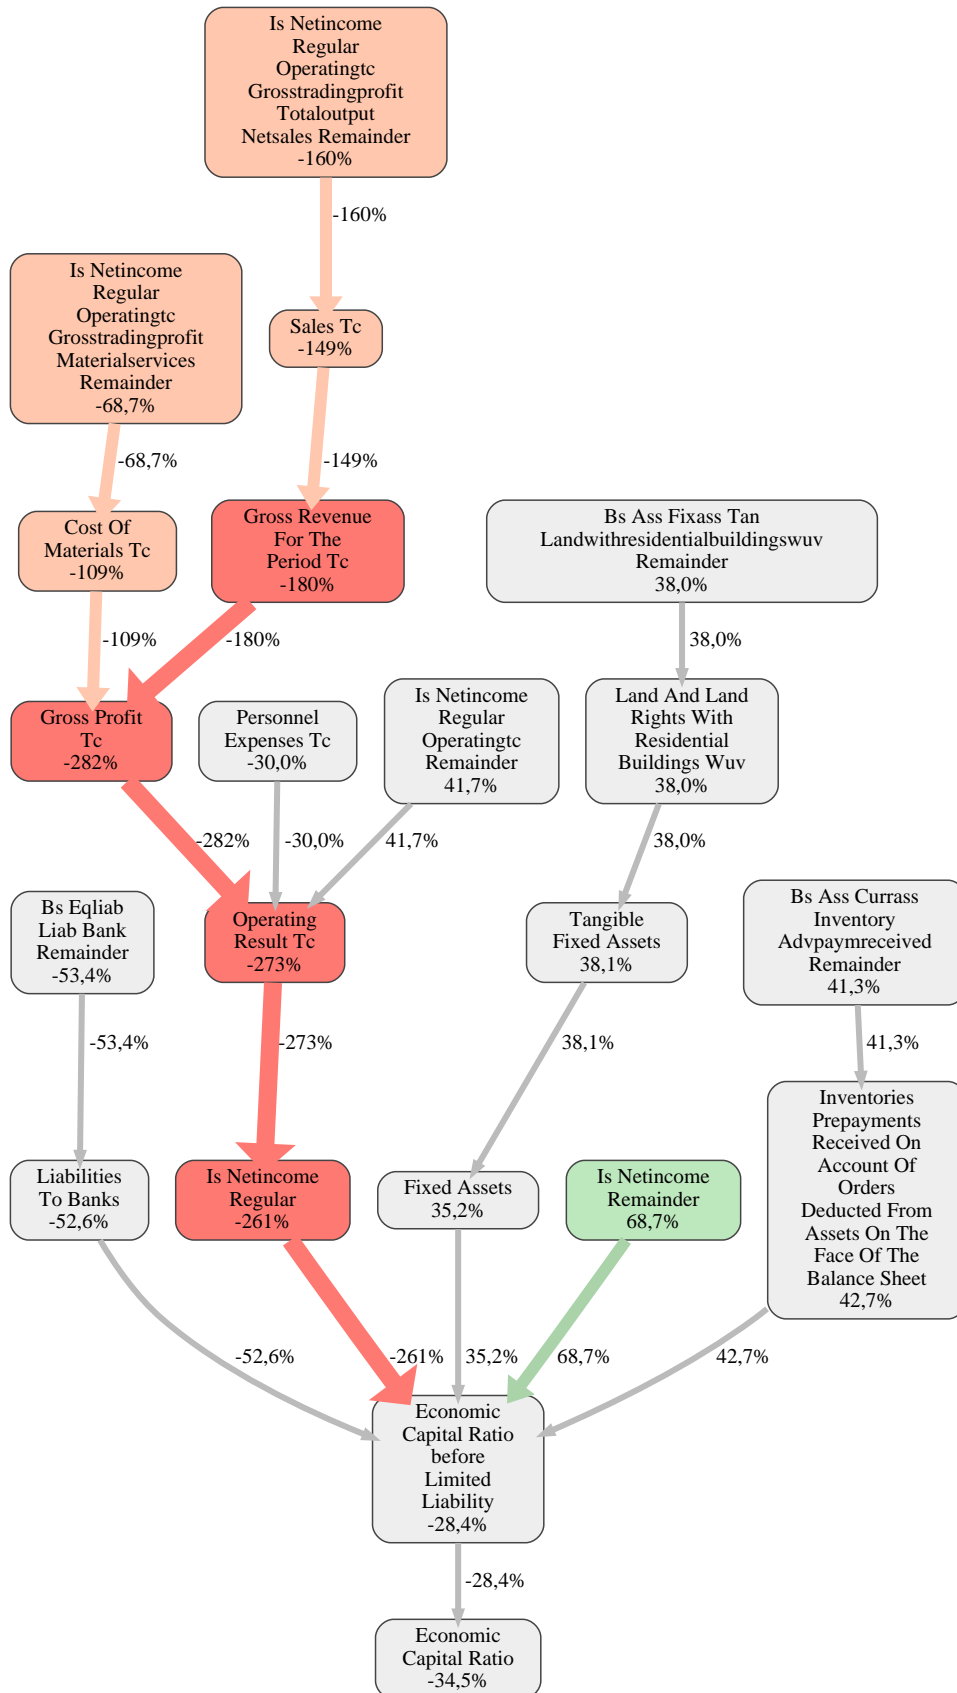 Is Netincome
Regular
Operatingtc
Grosstradingprofit
Totaloutput
Netsales Remainder
-160%
-160%
Is Netincome
Regular
Operatingtc
Grosstradingprofit
Materialservices
Remainder
-68,7%
Sales Tc
-149%
-68,7%
-149%
Cost Of
Materials Tc
-109%
Gross Revenue
For The
Period Tc
-180%
Bs Ass Fixass Tan
Landwithresidentialbuildingswuv
Remainder
38,0%
-109%
-180%
38,0%
Gross Profit
Tc
-282%
Personnel
Expenses Tc
-30,0%
Is Netincome
Regular
Operatingtc
Remainder
41,7%
Land And Land
Rights With
Residential
Buildings Wuv
38,0%
-282%
-30,0%
41,7%
38,0%
Bs Eqliab
Liab Bank
Remainder
-53,4%
Operating
Result Tc
-273%
Tangible
Fixed Assets
38,1%
Bs Ass Currass
Inventory
Advpaymreceived
Remainder
41,3%
-53,4%
-273%
38,1%
41,3%
Liabilities
To Banks
-52,6%
Is Netincome
Regular
-261%
Fixed Assets
35,2%
Is Netincome
Remainder
68,7%
Inventories
Prepayments
Received On
Account Of
Orders
Deducted From
Assets On The
Face Of The
Balance Sheet
42,7%
-52,6%
-261%
35,2%
68,7%
42,7%
Economic
Capital Ratio
before
Limited
Liability
-28,4%
-28,4%
Economic
Capital Ratio
-34,5%